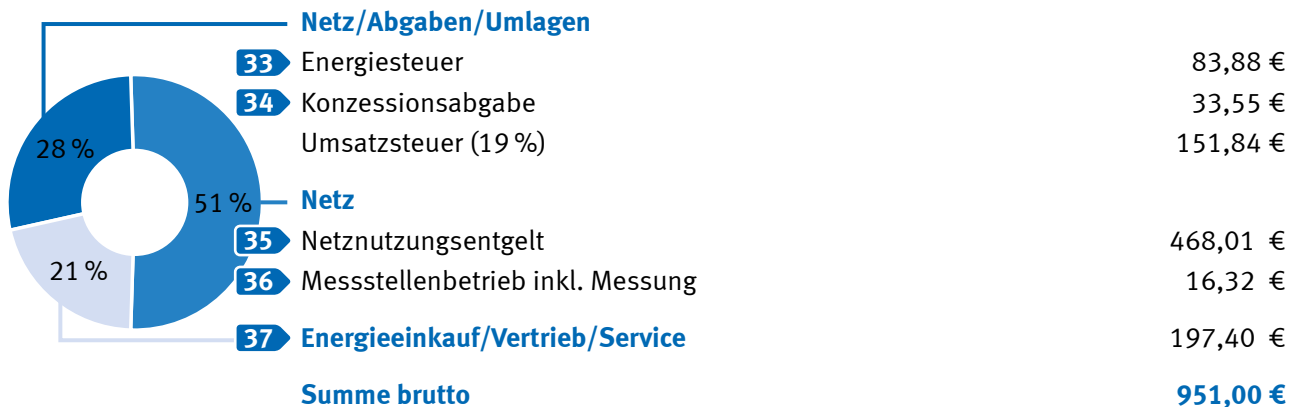 Netz/Abgaben/Umlagen
33 Energiesteuer 83,88 €
34 Konzessionsabgabe 33,55 €
28 %
Umsatzsteuer (19 %) 151,84 €
51 %
Netz
35 Netznutzungsentgelt 468,01 €
21 %
36 Messstellenbetrieb inkl. Messung 16,32 €
37 Energieeinkauf/Vertrieb/Service 197,40 €
Summe brutto 951,00 €